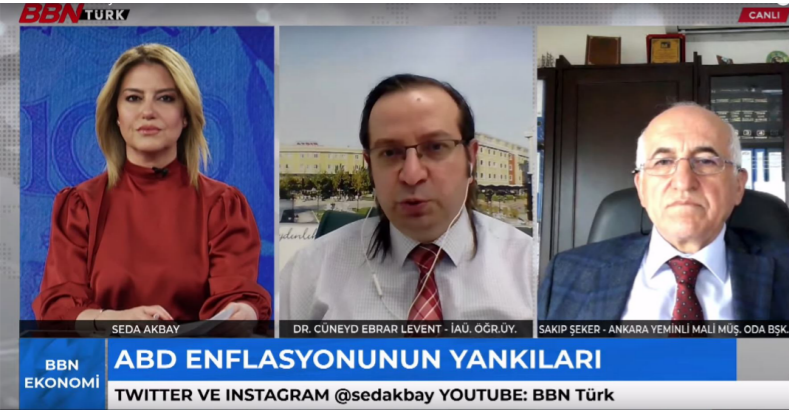 BBN TÜRK
CANLI
SEDA AKBAY
DR. CÜNEYD EBRAR LEVENT - İAÜ. ÖĞR.ÜY.
SAKIP ŞEKER - ANKARA YEMİNLİ MALİ MÜŞ. ODA BŞK.
BBN
EKONOMİ
ABD ENFLASYONUNUN YANKILARI
TWITTER VE INSTAGRAM @sedakbay YOUTUBE: BBN Türk